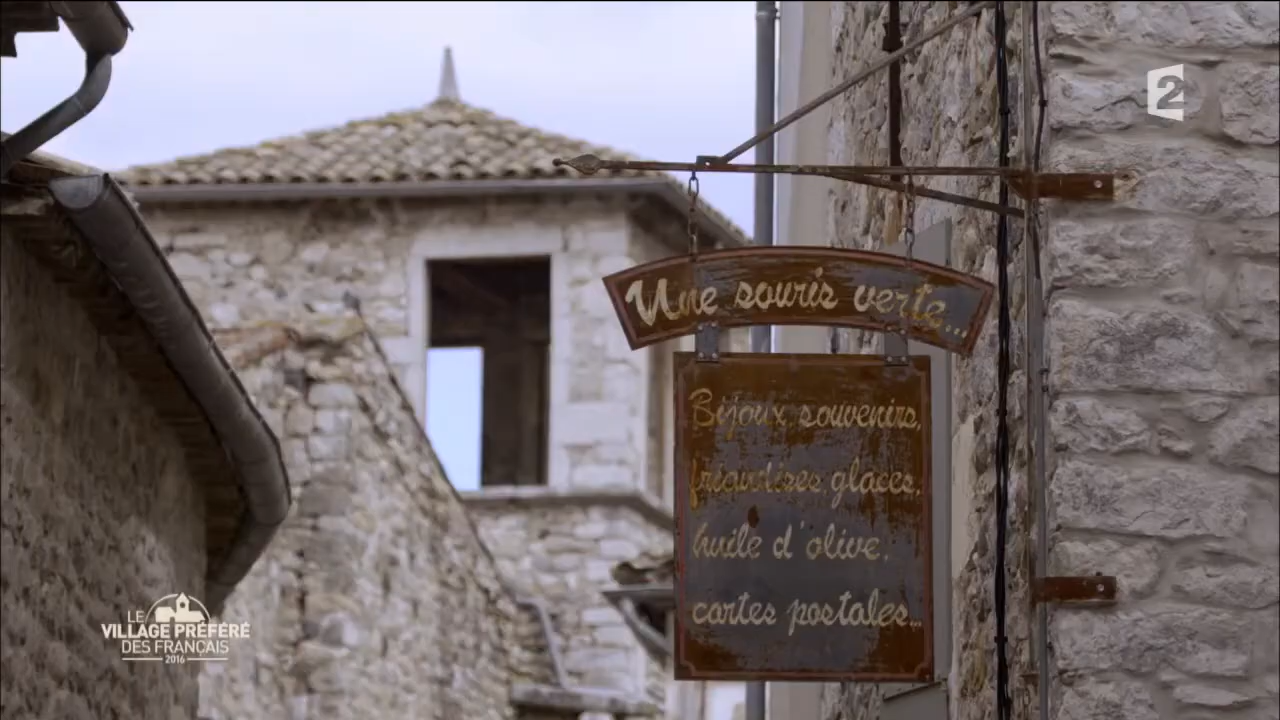 2
Une souris verte...
Bijoux, souvenirs,
friandises, glaces,
huile d'olive,
cartes postales...
LE
VILLAGE PRÉFÉRÉ
DES FRANÇAIS
2016